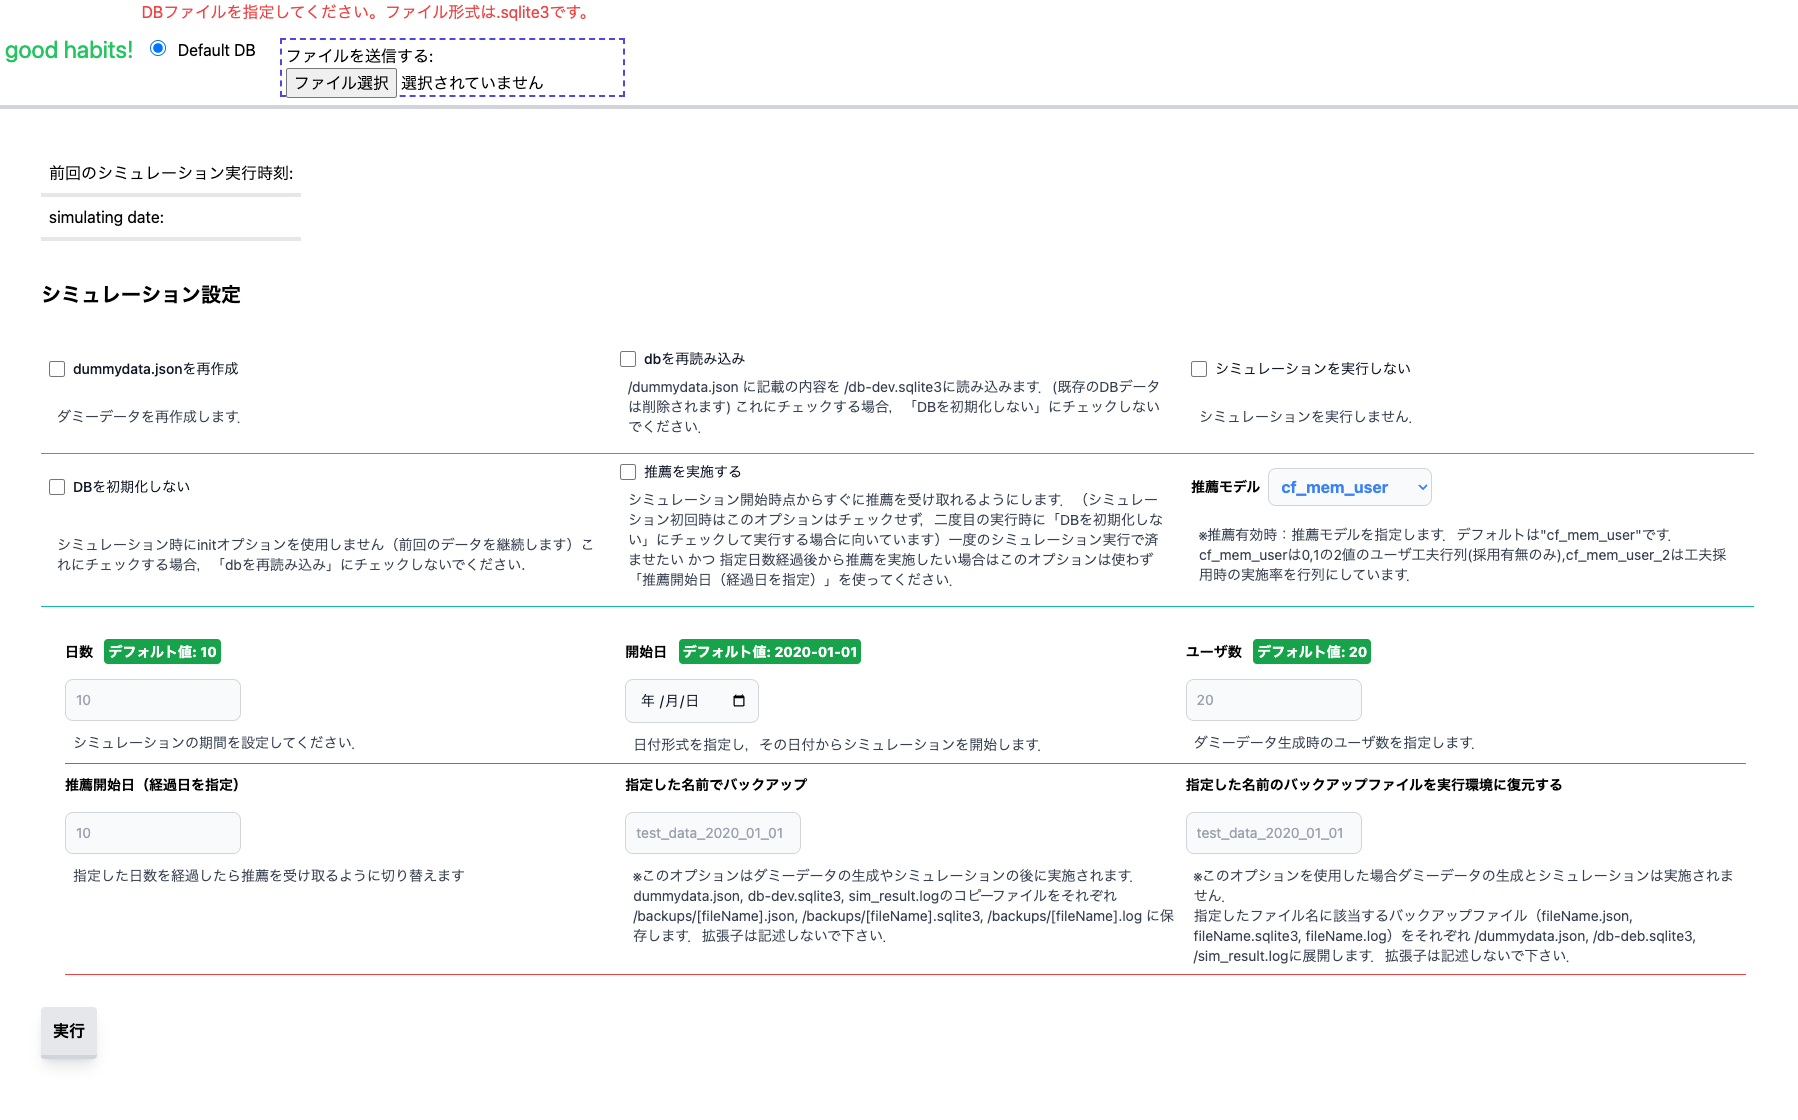 DBファイルを指定してください。ファイル形式は.sqlite3です。
good habits!
Default DB
ファイルを送信する:
ファイル選択 選択されていません
前回のシミュレーション実行時刻:
simulating date:
シミュレーション設定
dummydata.jsonを再作成
ダミーデータを再作成します．
dbを再読み込み
/dummydata.json に記載の内容を /db-dev.sqlite3に読み込みます．(既存のDBデータ
は削除されます) これにチェックする場合，「DBを初期化しない」にチェックしない
でください．
シミュレーションを実行しない
シミュレーションを実行しません．
DBを初期化しない
シミュレーション時にinitオプションを使用しません（前回のデータを継続します）こ
れにチェックする場合，「dbを再読み込み」にチェックしないでください．
推薦を実施する
シミュレーション開始時点からすぐに推薦を受け取れるようにします．（シミュレー
ション初回時はこのオプションはチェックせず，二度目の実行時に「DBを初期化しな
い」にチェックして実行する場合に向いています）一度のシミュレーション実行で済
ませたい かつ 指定日数経過後から推薦を実施したい場合はこのオプションは使わず
「推薦開始日（経過日を指定）」を使ってください．
推薦モデル cf_mem_user
※推薦有効時：推薦モデルを指定します．デフォルトは"cf_mem_user"です．
cf_mem_userは0,1の2値のユーザ工夫行列(採用有無のみ),cf_mem_user_2は工夫採
用時の実施率を行列にしています．
日数 デフォルト値: 10
10
シミュレーションの期間を設定してください．
開始日 デフォルト値: 2020-01-01
年 /月/日
日付形式を指定し，その日付からシミュレーションを開始します．
ユーザ数 デフォルト値: 20
20
ダミーデータ生成時のユーザ数を指定します．
推薦開始日（経過日を指定）
10
指定した日数を経過したら推薦を受け取るように切り替えます
指定した名前でバックアップ
test_data_2020_01_01
※このオプションはダミーデータの生成やシミュレーションの後に実施されます．
dummydata.json, db-dev.sqlite3, sim_result.logのコピーファイルをそれぞれ
/backups/[fileName].json, /backups/[fileName].sqlite3, /backups/[fileName].log に保
存します．拡張子は記述しないで下さい．
指定した名前のバックアップファイルを実行環境に復元する
test_data_2020_01_01
※このオプションを使用した場合ダミーデータの生成とシミュレーションは実施されま
せん．
指定したファイル名に該当するバックアップファイル（fileName.json,
fileName.sqlite3, fileName.log）をそれぞれ /dummydata.json, /db-deb.sqlite3,
/sim_result.logに展開します．拡張子は記述しないで下さい．
実行